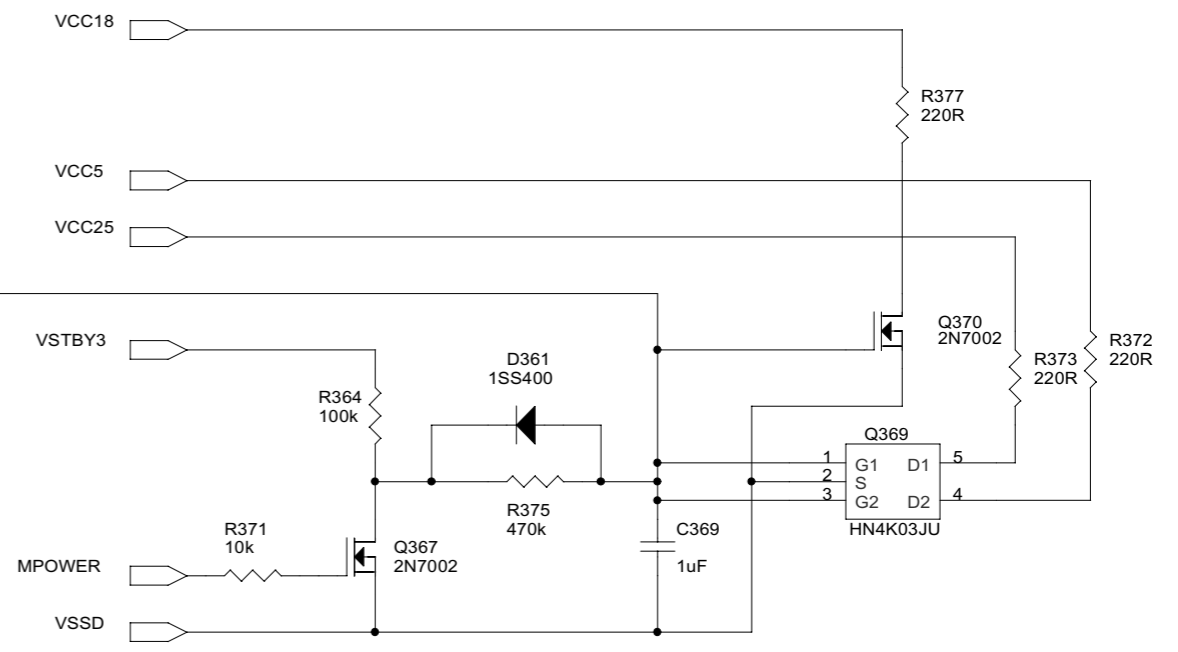 VCC18
R377
220R
VCC5
VCC25
VSTBY3
D361
1SS400
Q370
2N7002
R373
220R
R372
220R
R364
100k
Q369
1
G1
D1
5
2
S
3
G2
D2
4
HN4K03JU
R375
470k
R371
10k
Q367
2N7002
C369
1uF
MPOWER
VSSD